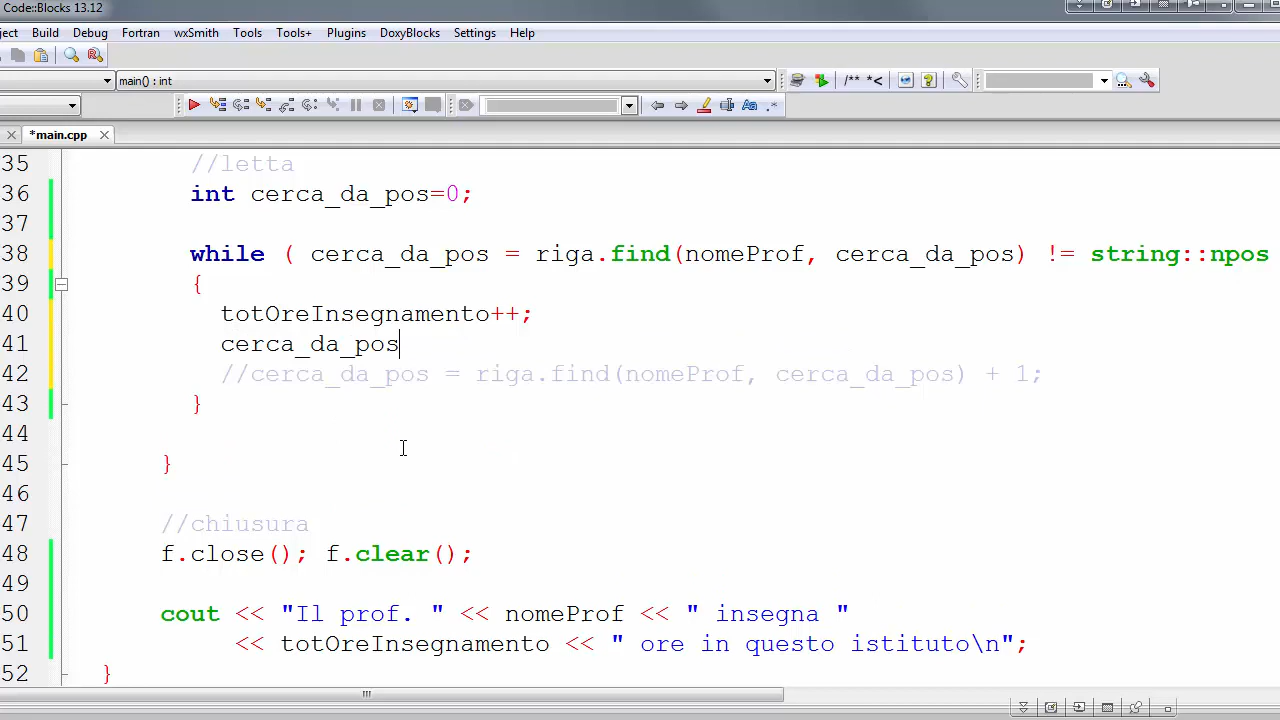 Code::Blocks 13.12
ject Build Debug Fortran wxSmith Tools Tools+ Plugins DoxyBlocks Settings Help
main() : int /** *<
Aa .*
*main.cpp
35 //letta
36 int cerca_da_pos=0;
37
38 while ( cerca_da_pos = riga.find(nomeProf, cerca_da_pos) != string::npos
39 {
40 totOreInsegnamento++;
41 cerca_da_pos
42 //cerca_da_pos = riga.find(nomeProf, cerca_da_pos) + 1;
43 }
44
45 }
46
47 //chiusura
48 f.close(); f.clear();
49
50 cout << "Il prof. " << nomeProf << " insegna "
51 << totOreInsegnamento << " ore in questo istituto\n";
52 }